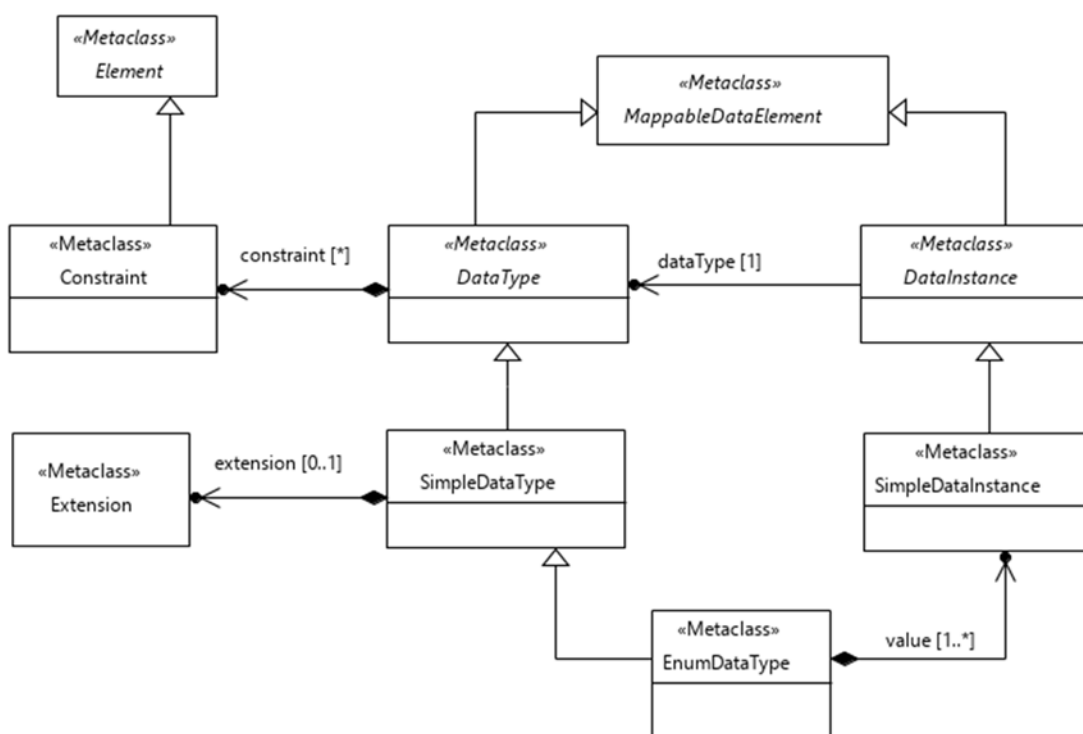 «Metaclass»
Element
«Metaclass»
MappableDataElement
«Metaclass»
Constraint
constraint [*]
«Metaclass»
DataType
dataType [1]
«Metaclass»
DataInstance
«Metaclass»
Extension
extension [0..1]
«Metaclass»
SimpleDataType
«Metaclass»
SimpleDataInstance
«Metaclass»
EnumDataType
value [1..*]